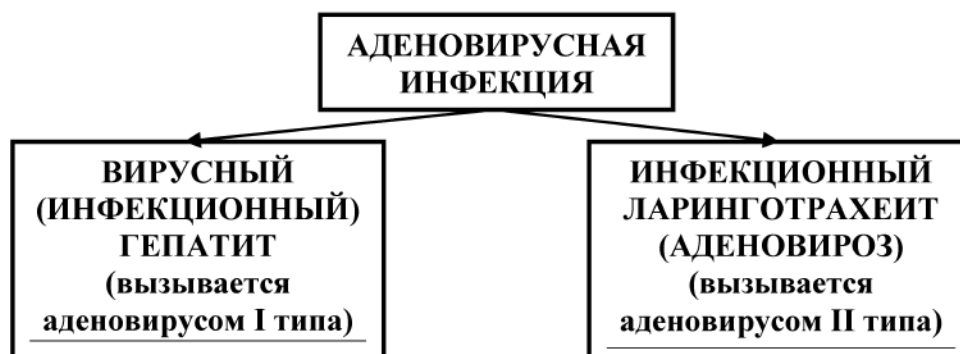 АДЕНОВИРУСНАЯ
ИНФЕКЦИЯ
ВИРУСНЫЙ
(ИНФЕКЦИОННЫЙ)
ГЕПАТИТ
(вызывается
аденовирусом I типа)
ИНФЕКЦИОННЫЙ
ЛАРИНГОТРАХЕИТ
(АДЕНОВИРОЗ)
(вызывается
аденовирусом II типа)